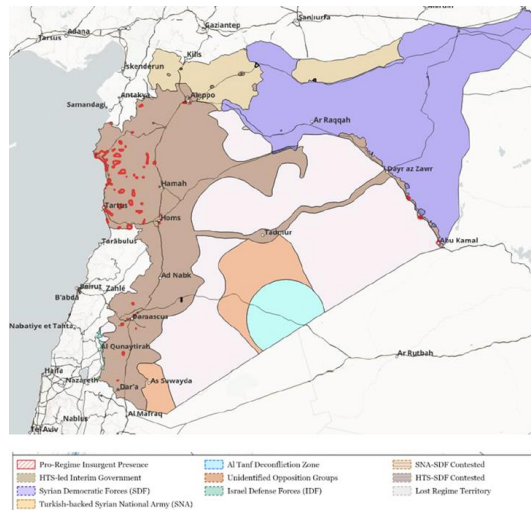 Adana
Tarsus
Gaziantep
Sanliurfa
Kilis
Iskenderun
Antakya
Samandagi
Aleppo
Ar Raqqah
Dayr az Zawr
Hamah
Tartus
Homs
Tadmur
Abu Kamal
Tarābulus
Beirut
Zahlé
Ad Nabk
B'abda
Damascus
Nabatiye et Tahta
Al Qunaytirah
Ar Rutbah
Haifa
Nazareth
As Suwayda
Dar'a
Al Mafraq
Nablus
Tel Aviv
Pro-Regime Insurgent Presence
Al Tanf Deconfliction Zone
SNA-SDF Contested
HTS-led Interim Government
Unidentified Opposition Groups
HTS-SDF Contested
Syrian Democratic Forces (SDF)
Israel Defense Forces (IDF)
Lost Regime Territory
Turkish-backed Syrian National Army (SNA)